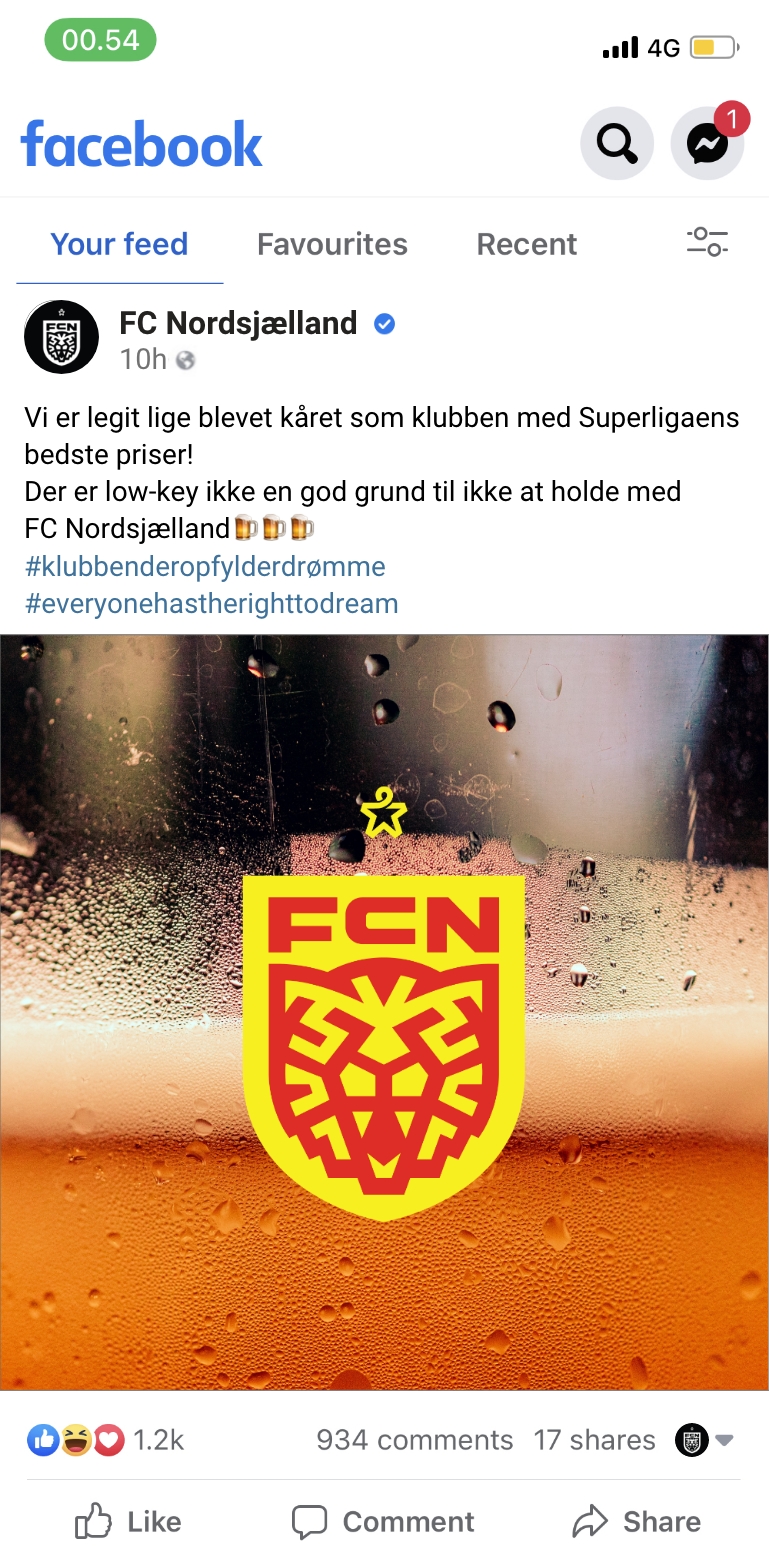 00.54
4G
facebook
1
Your feed Favourites Recent
FCN
FC Nordsjælland
10h
Vi er legit lige blevet kåret som klubben med Superligaens
bedste priser!
Der er low-key ikke en god grund til ikke at holde med
FC Nordsjælland🍺🍺🍺
#klubbenderopfylderdrømme
#everyonehastherighttodream
FCN
1.2k 934 comments 17 shares FCN
Like Comment Share